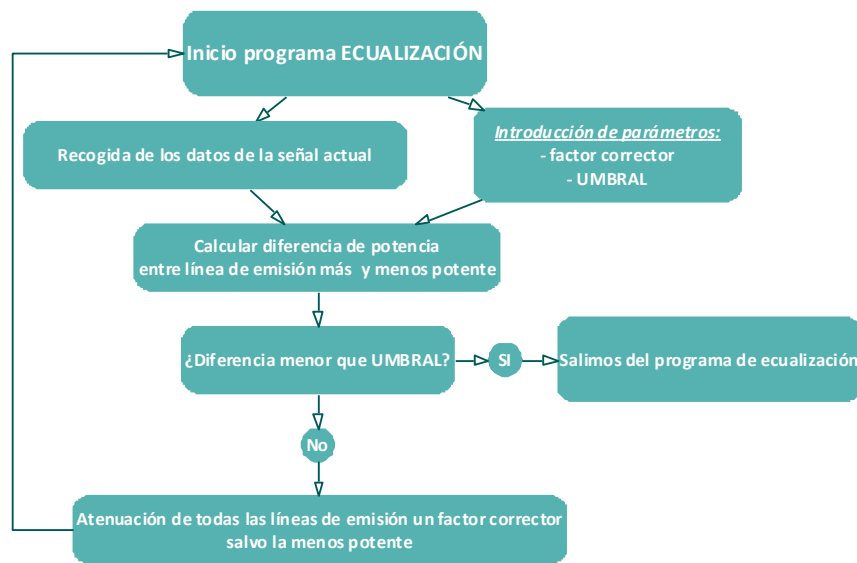 Inicio programa ECUALIZACIÓN
Recogida de los datos de la señal actual
Introducción de parámetros:
- factor corrector
- UMBRAL
Calcular diferencia de potencia
entre línea de emisión más y menos potente
¿Diferencia menor que UMBRAL?
SI
Salimos del programa de ecualización
No
Atenuación de todas las líneas de emisión un factor corrector
salvo la menos potente